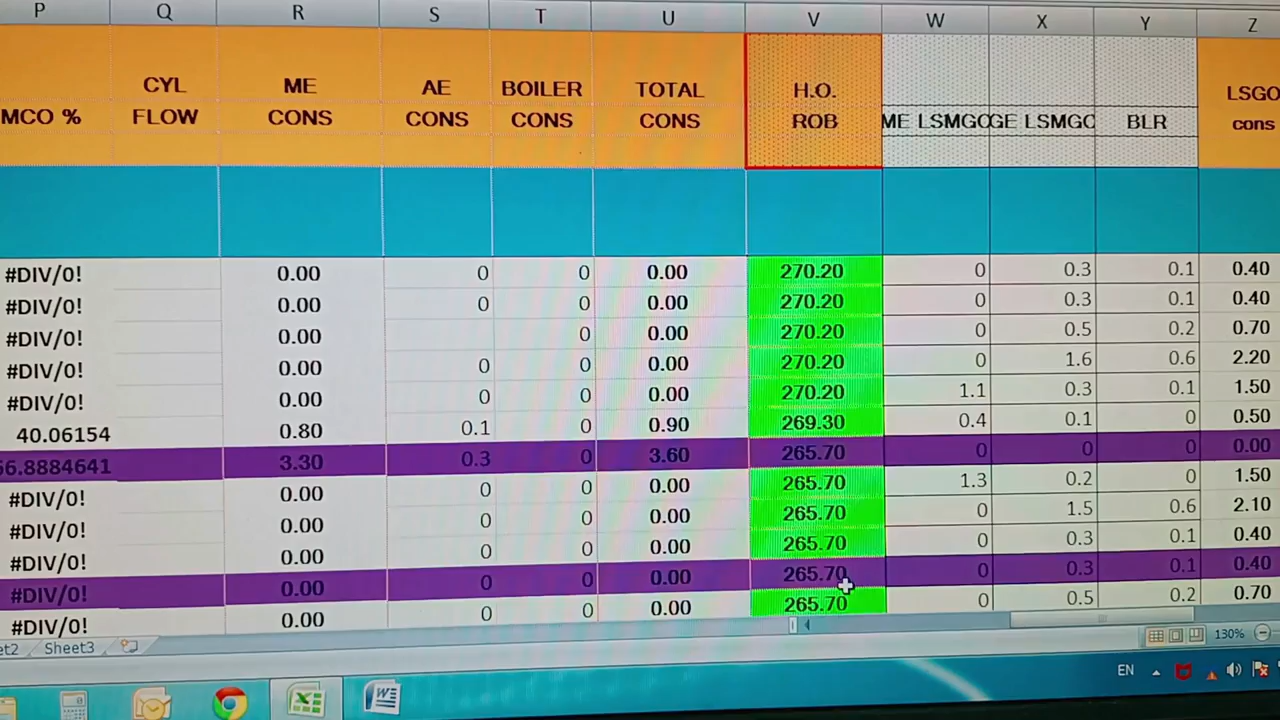 P Q R S T U V W X Y Z
MCO % CYL FLOW ME CONS AE CONS BOILER CONS TOTAL CONS H.O. ROB ME LSMGO GE LSMGO BLR LSGO cons
#DIV/0! 0.00 0 0 0.00 270.20 0 0.3 0.1 0.40
#DIV/0! 0.00 0 0 0.00 270.20 0 0.3 0.1 0.40
#DIV/0! 0.00 0 0.00 270.20 0 0.5 0.2 0.70
#DIV/0! 0.00 0 0 0.00 270.20 0 1.6 0.6 2.20
#DIV/0! 0.00 0 0 0.00 270.20 1.1 0.3 0.1 1.50
40.06154 0.80 0.1 0 0.90 269.30 0.4 0.1 0 0.50
56.8884641 3.30 0.3 0 3.60 265.70 0 0 0 0.00
#DIV/0! 0.00 0 0 0.00 265.70 1.3 0.2 0 1.50
#DIV/0! 0.00 0 0 0.00 265.70 0 1.5 0.6 2.10
#DIV/0! 0.00 0 0 0.00 265.70 0 0.3 0.1 0.40
#DIV/0! 0.00 0 0 0.00 265.70 0 0.3 0.1 0.40
#DIV/0! 0.00 0 0 0.00 265.70 0 0.5 0.2 0.70
et2 Sheet3
130%
EN